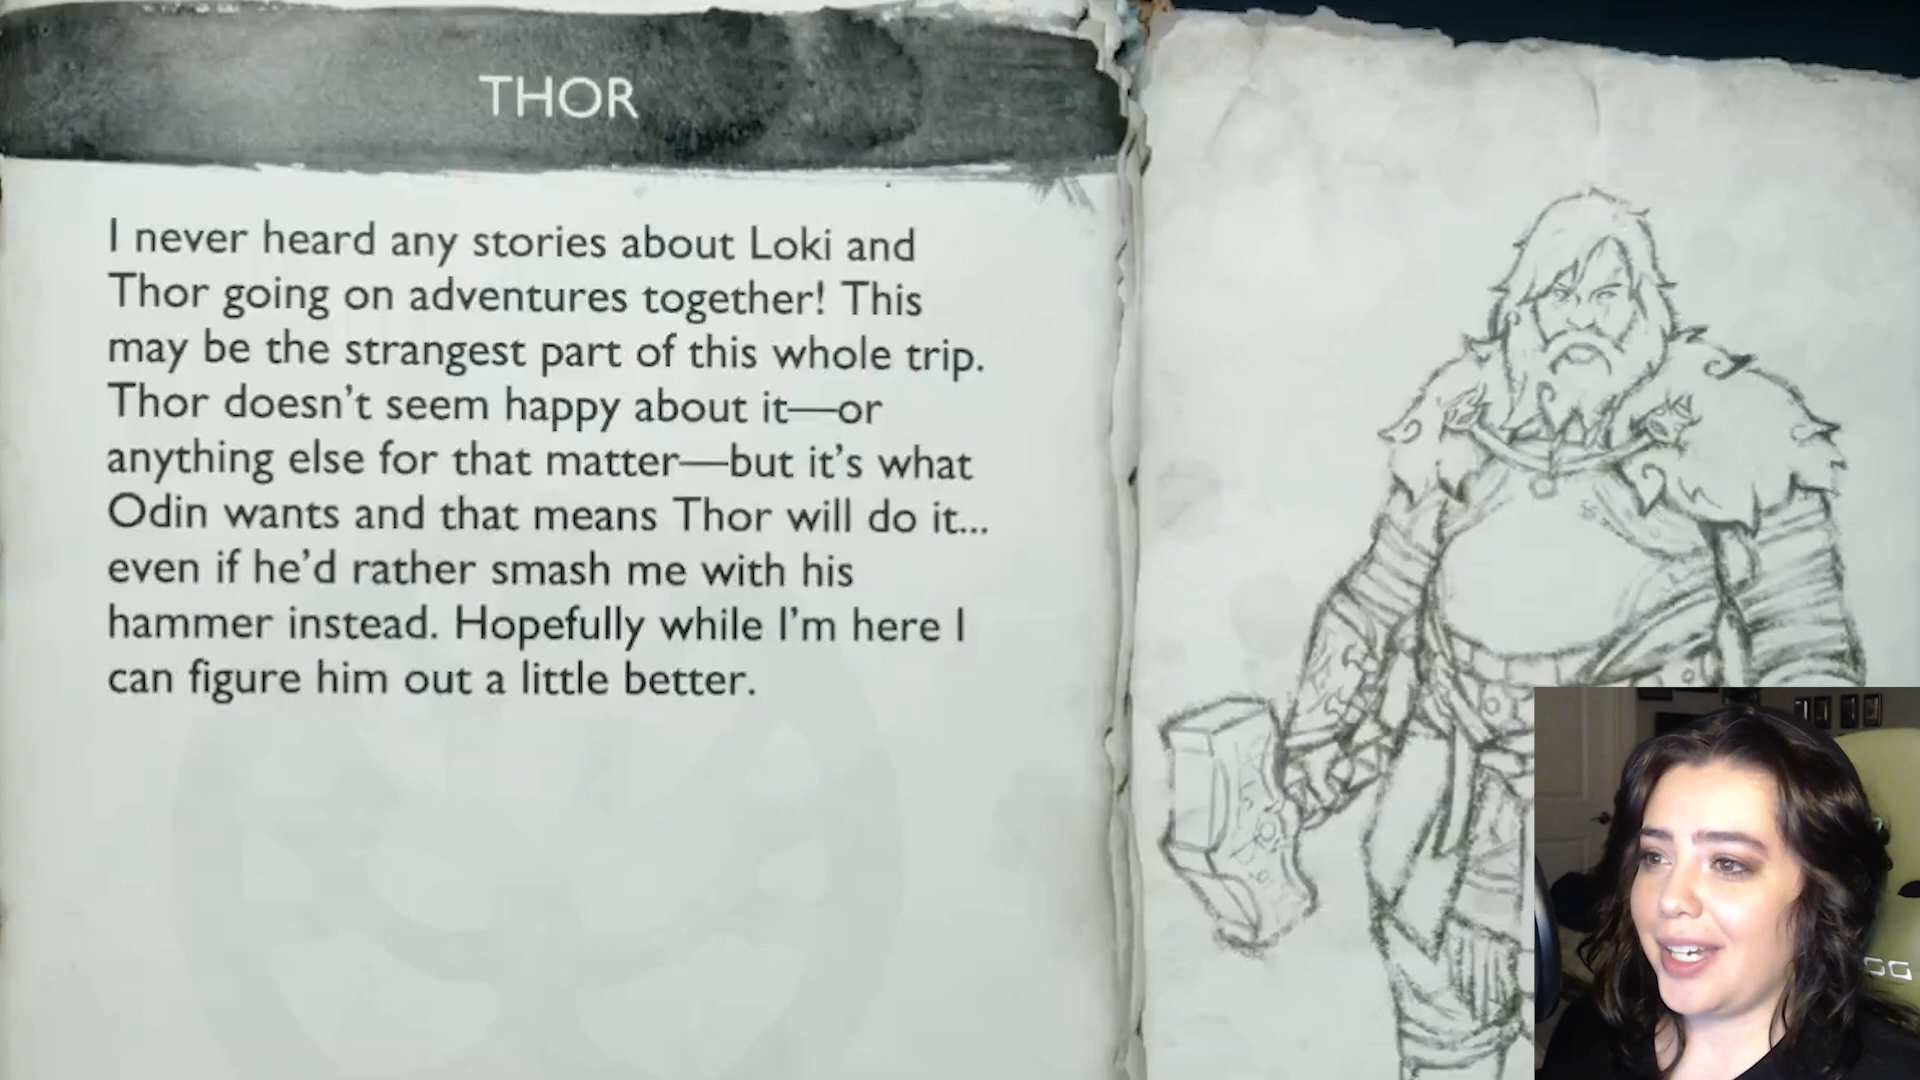 THOR
I never heard any stories about Loki and
Thor going on adventures together! This
may be the strangest part of this whole trip.
Thor doesn't seem happy about it—or
anything else for that matter—but it's what
Odin wants and that means Thor will do it...
even if he'd rather smash me with his
hammer instead. Hopefully while I'm here I
can figure him out a little better.